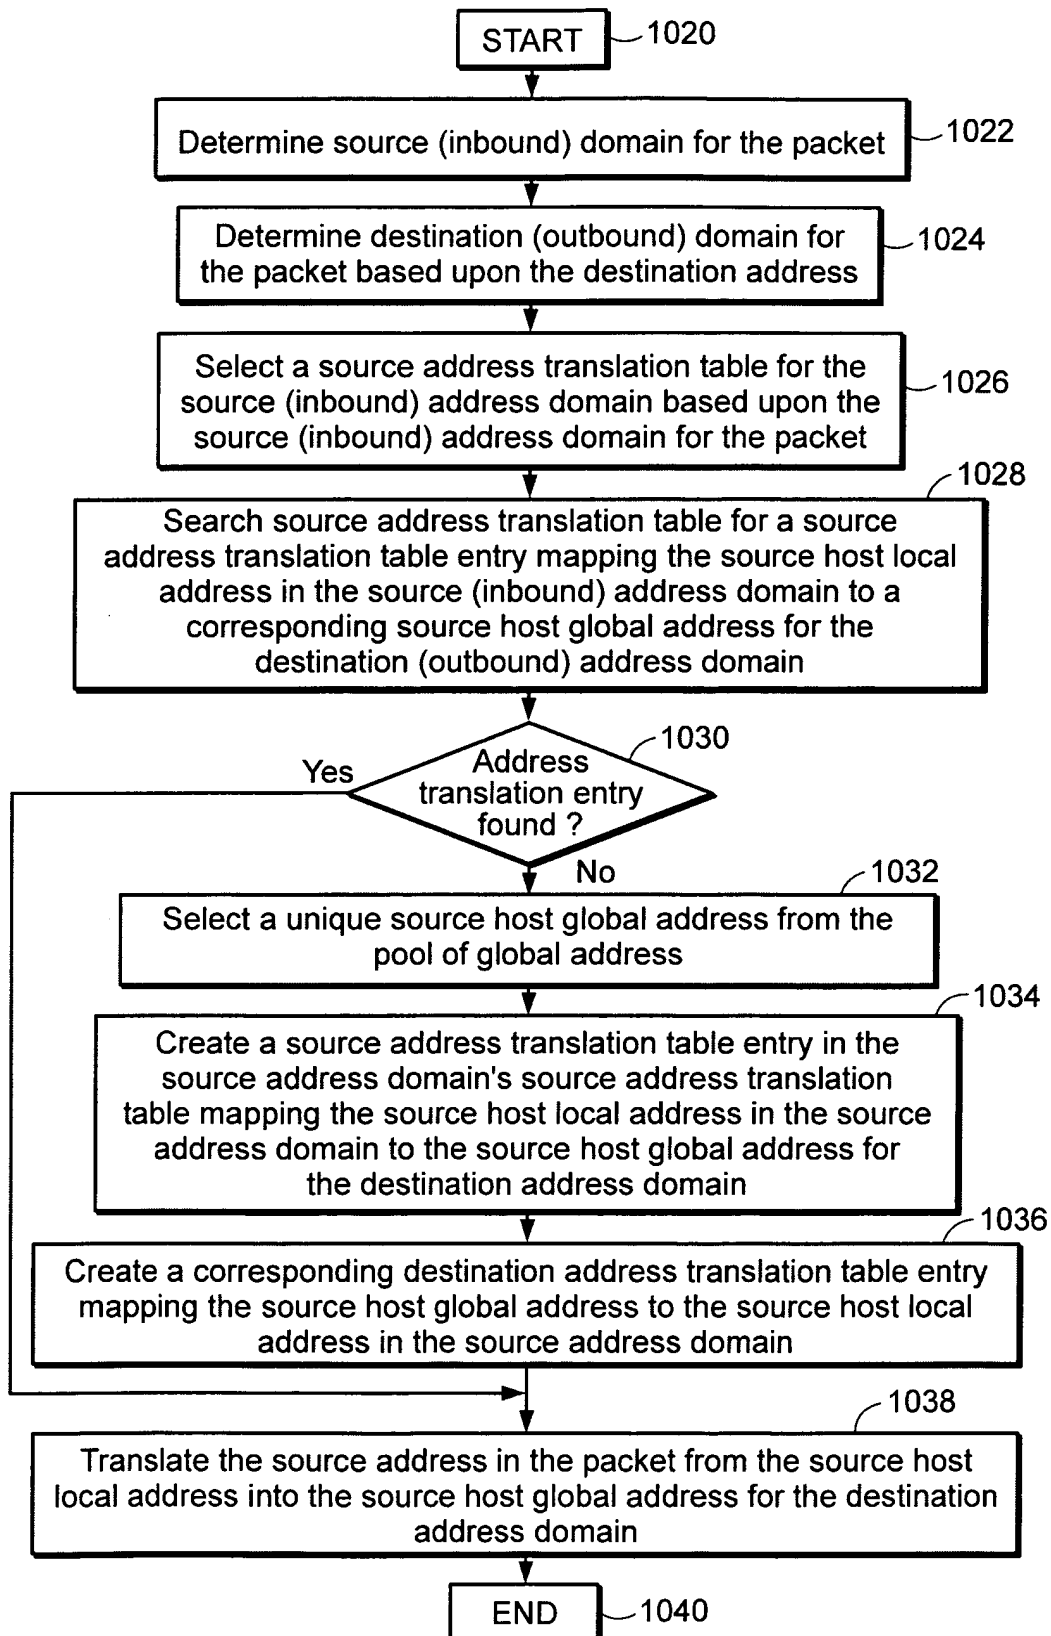 START
1020
Determine source (inbound) domain for the packet
1022
Determine destination (outbound) domain for
the packet based upon the destination address
1024
Select a source address translation table for the
source (inbound) address domain based upon the
source (inbound) address domain for the packet
1026
1028
Search source address translation table for a source
address translation table entry mapping the source host local
address in the source (inbound) address domain to a
corresponding source host global address for the
destination (outbound) address domain
1030
Yes
Address
translation entry
found ?
No
1032
Select a unique source host global address from the
pool of global address
1034
Create a source address translation table entry in the
source address domain's source address translation
table mapping the source host local address in the source
address domain to the source host global address for
the destination address domain
1036
Create a corresponding destination address translation table entry
mapping the source host global address to the source host local
address in the source address domain
1038
Translate the source address in the packet from the source host
local address into the source host global address for the destination
address domain
END
1040